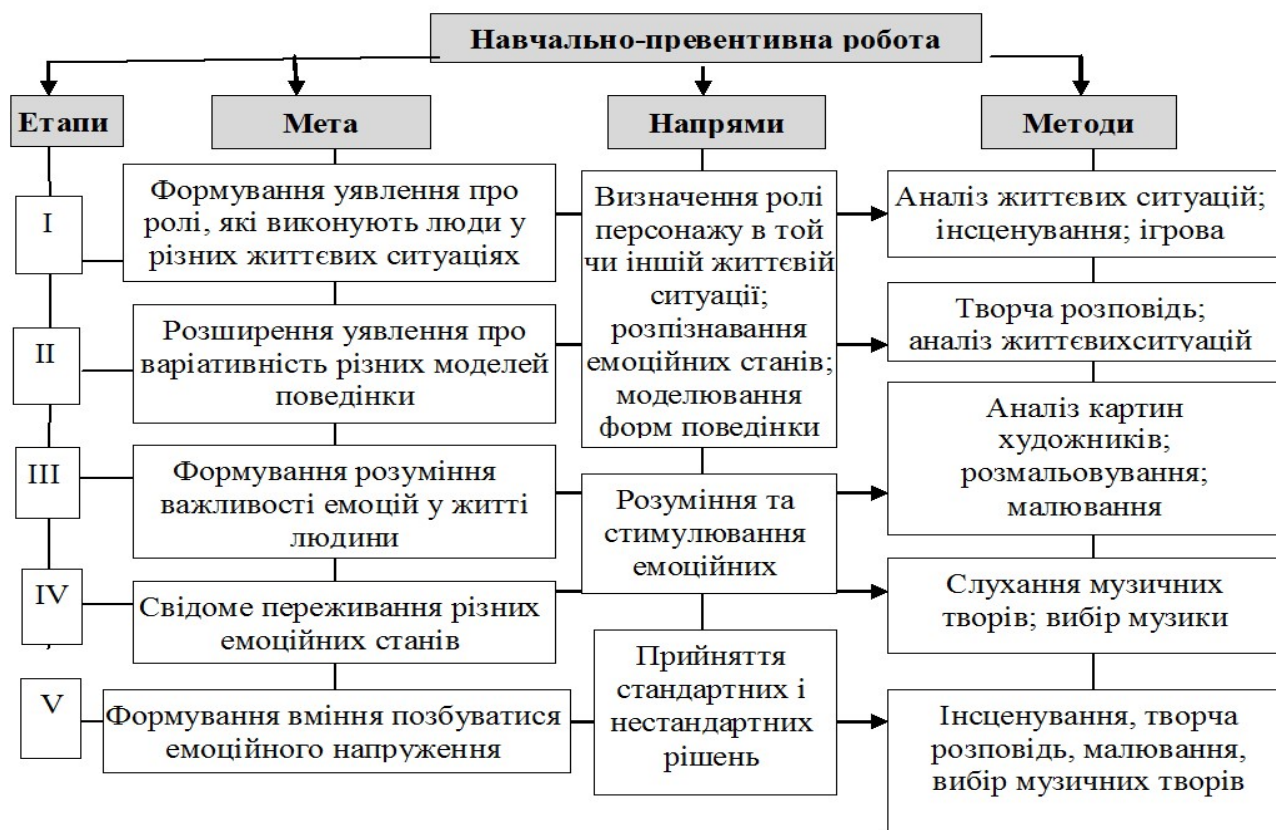 Навчально-превентивна робота
Етапи
Мета
Напрями
Методи
I
Формування уявлення про
ролі, які виконують люди у
різних життєвих ситуаціях
Визначення ролі
персонажу в той
чи іншій життєвій
ситуації;
розпізнавання
емоційних станів;
моделювання
форм поведінки
Аналіз життєвих ситуацій;
інсценування; ігрова
II
Розширення уявлення про
варіативність різних моделей
поведінки
Творча розповідь;
аналіз життєвихситуацій
III
Формування розуміння
важливості емоцій у житті
людини
Розуміння та
стимулювання
емоційних
Аналіз картин
художників;
розмальовування;
малювання
IV
Свідоме переживання різних
емоційних станів
Слухання музичних
творів; вибір музики
V
Формування вміння позбуватися
емоційного напруження
Прийняття
стандартних і
нестандартних
рішень
Інсценування, творча
розповідь, малювання,
вибір музичних творів